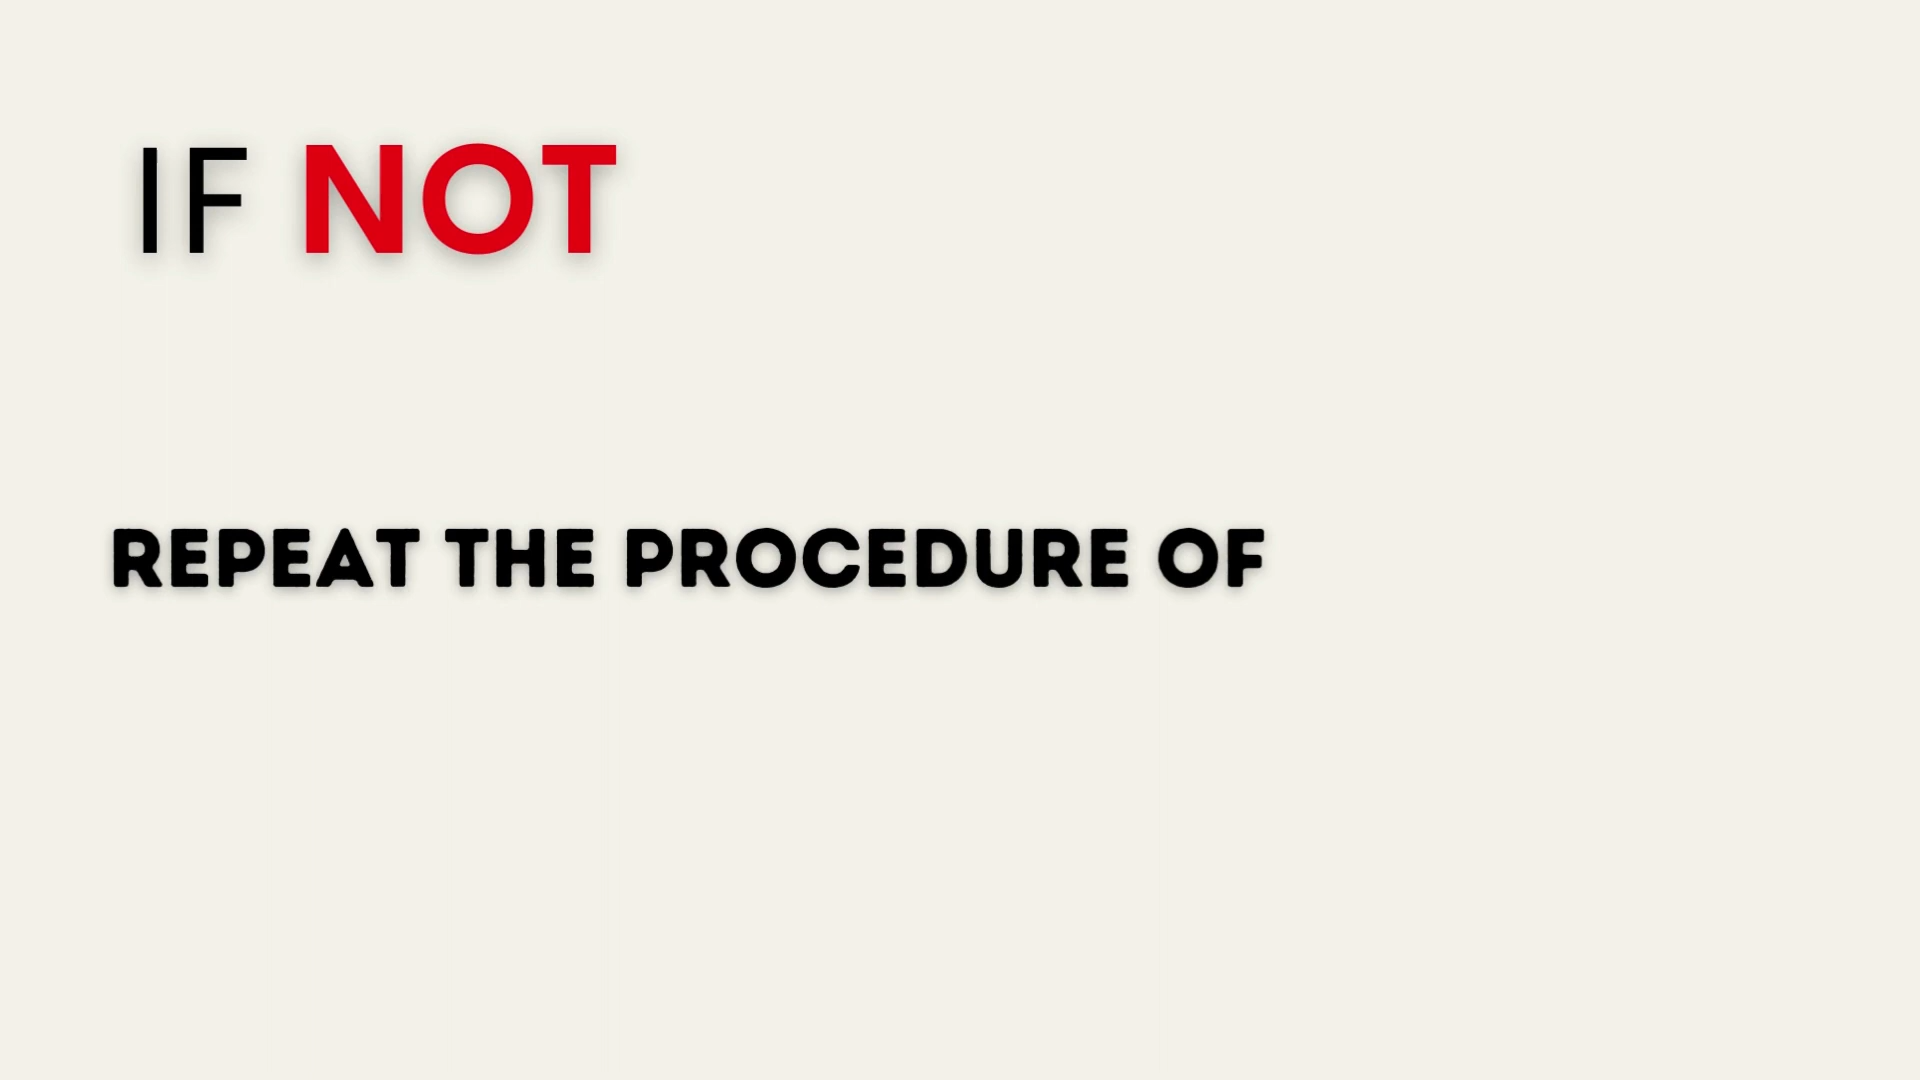 IF NOT
REPEAT THE PROCEDURE OF